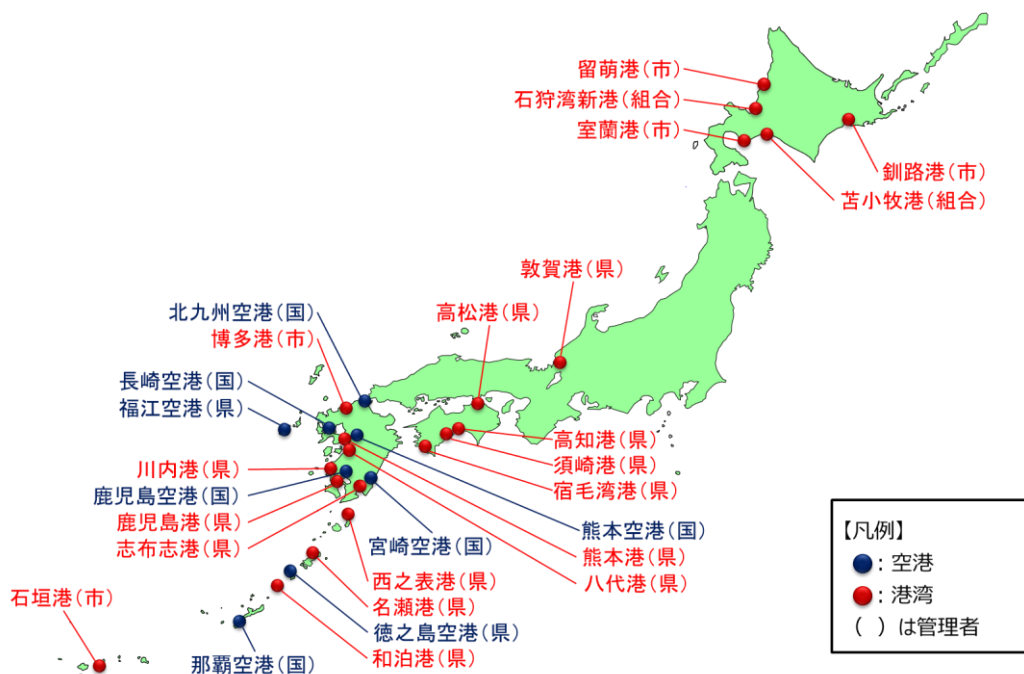 留萌港(市)
石狩湾新港(組合)
室蘭港(市)
釧路港(市)
苫小牧港(組合)
敦賀港(県)
高松港(県)
北九州空港(国)
博多港(市)
長崎空港(国)
福江空港(県)
高知港(県)
須崎港(県)
宿毛湾港(県)
川内港(県)
鹿児島空港(国)
鹿児島港(県)
志布志港(県)
宮崎空港(国)
熊本空港(国)
熊本港(県)
八代港(県)
西之表港(県)
名瀬港(県)
徳之島空港(県)
和泊港(県)
那覇空港(国)
石垣港(市)
【凡例】
:空港
:港湾
( )は管理者